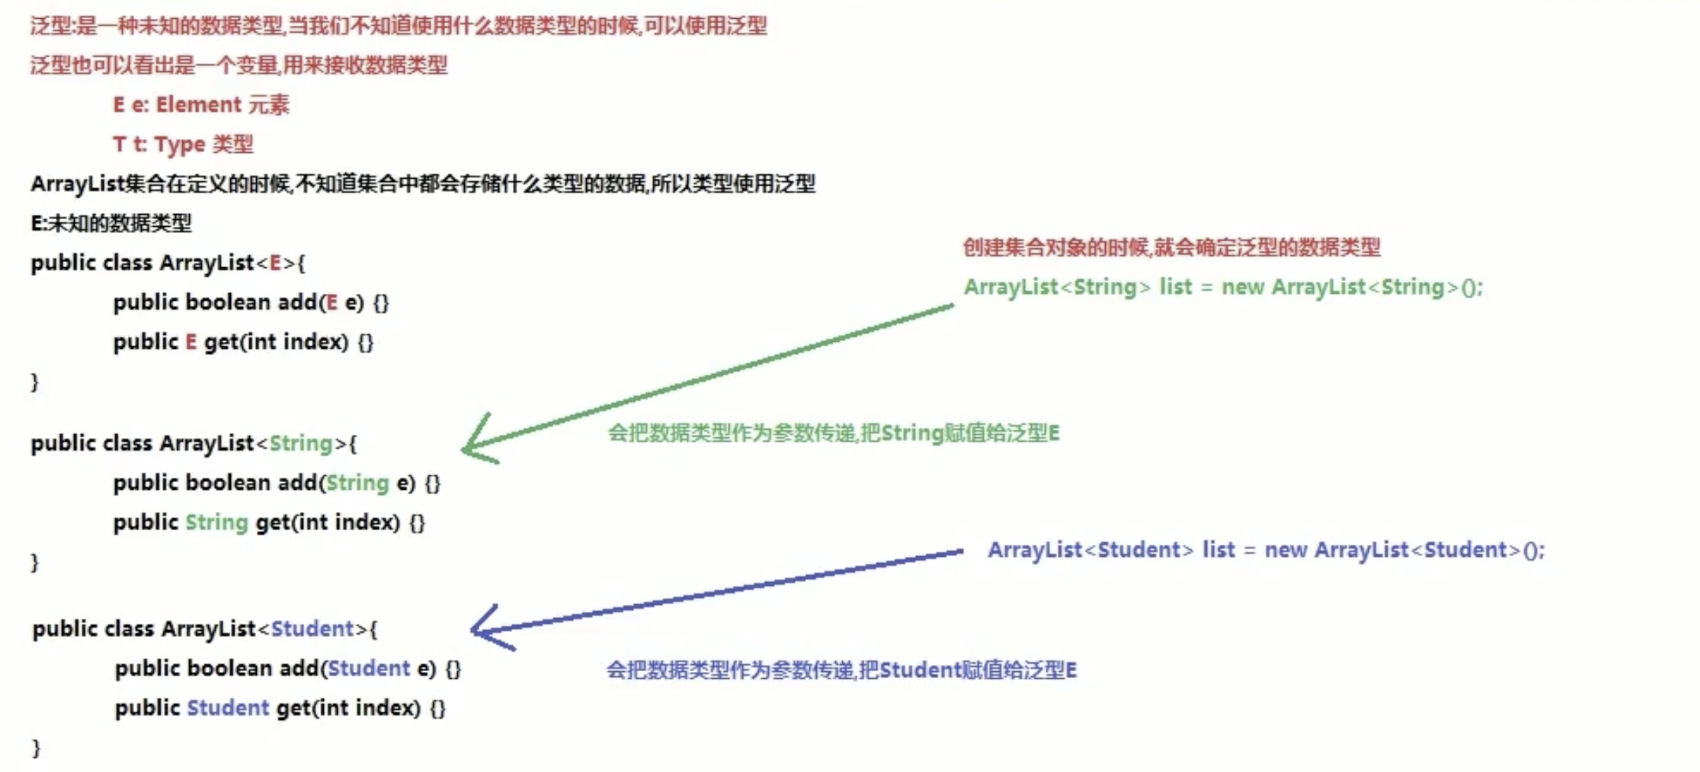 泛型:是一种未知的数据类型,当我们不知道使用什么数据类型的时候,可以使用泛型
泛型也可以看出是一个变量,用来接收数据类型
E e: Element 元素
T t: Type 类型
ArrayList集合在定义的时候,不知道集合中都会存储什么类型的数据,所以类型使用泛型
E:未知的数据类型
public class ArrayList<E>{
public boolean add(E e) {}
public E get(int index) {}
}
创建集合对象的时候,就会确定泛型的数据类型
ArrayList<String> list = new ArrayList<String>();
会把数据类型作为参数传递,把String赋值给泛型E
public class ArrayList<String>{
public boolean add(String e) {}
public String get(int index) {}
}
ArrayList<Student> list = new ArrayList<Student>();
public class ArrayList<Student>{
public boolean add(Student e) {}
public Student get(int index) {}
}
会把数据类型作为参数传递,把Student赋值给泛型E